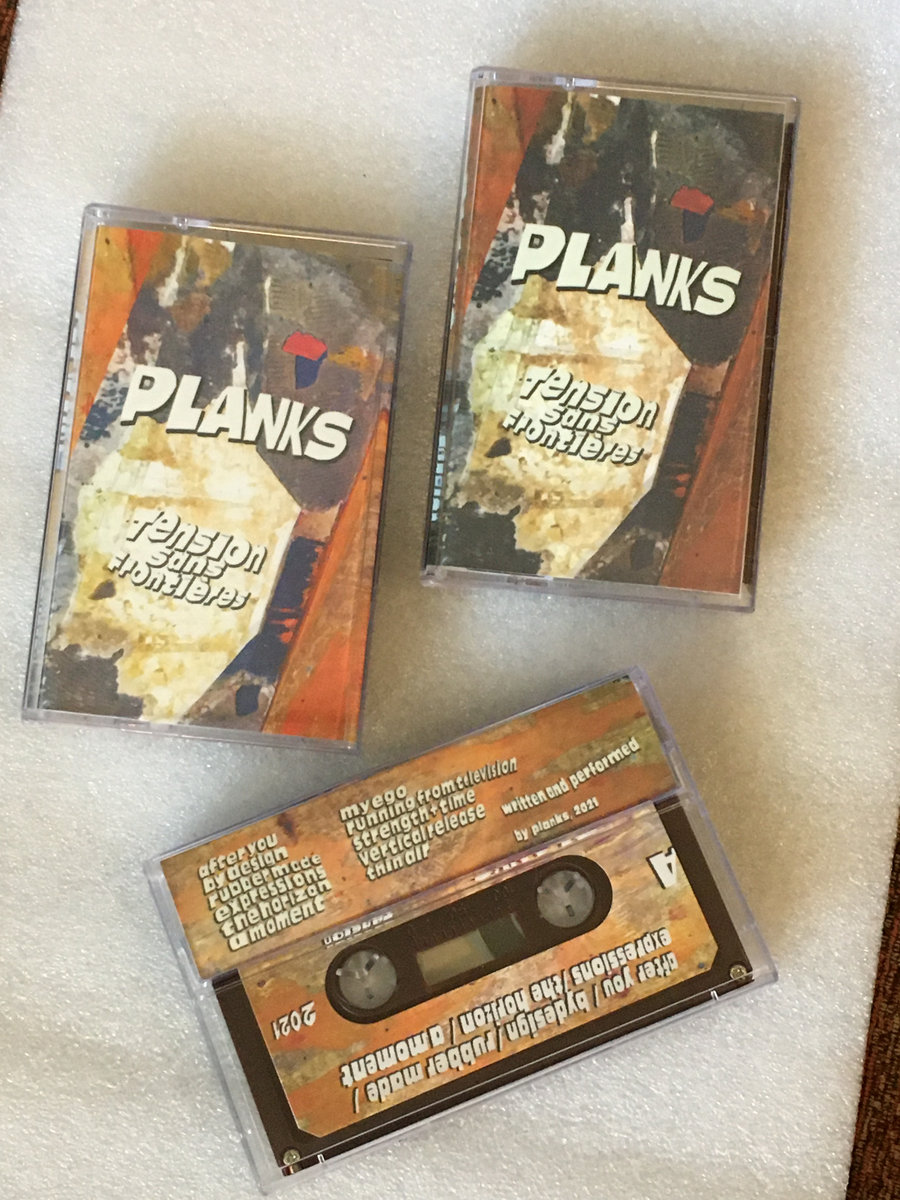 PLANKS
Tension
sans
Frontières
PLANKS
Tension
sans
Frontières
after you
by design
rubber made
expressions
the horizon
a moment
my ego
running from television
strength + time
vertical release
thin air
written and performed
by planks, 2021
A
after you / by design / rubber made /
expressions / the horizon / a moment
2021